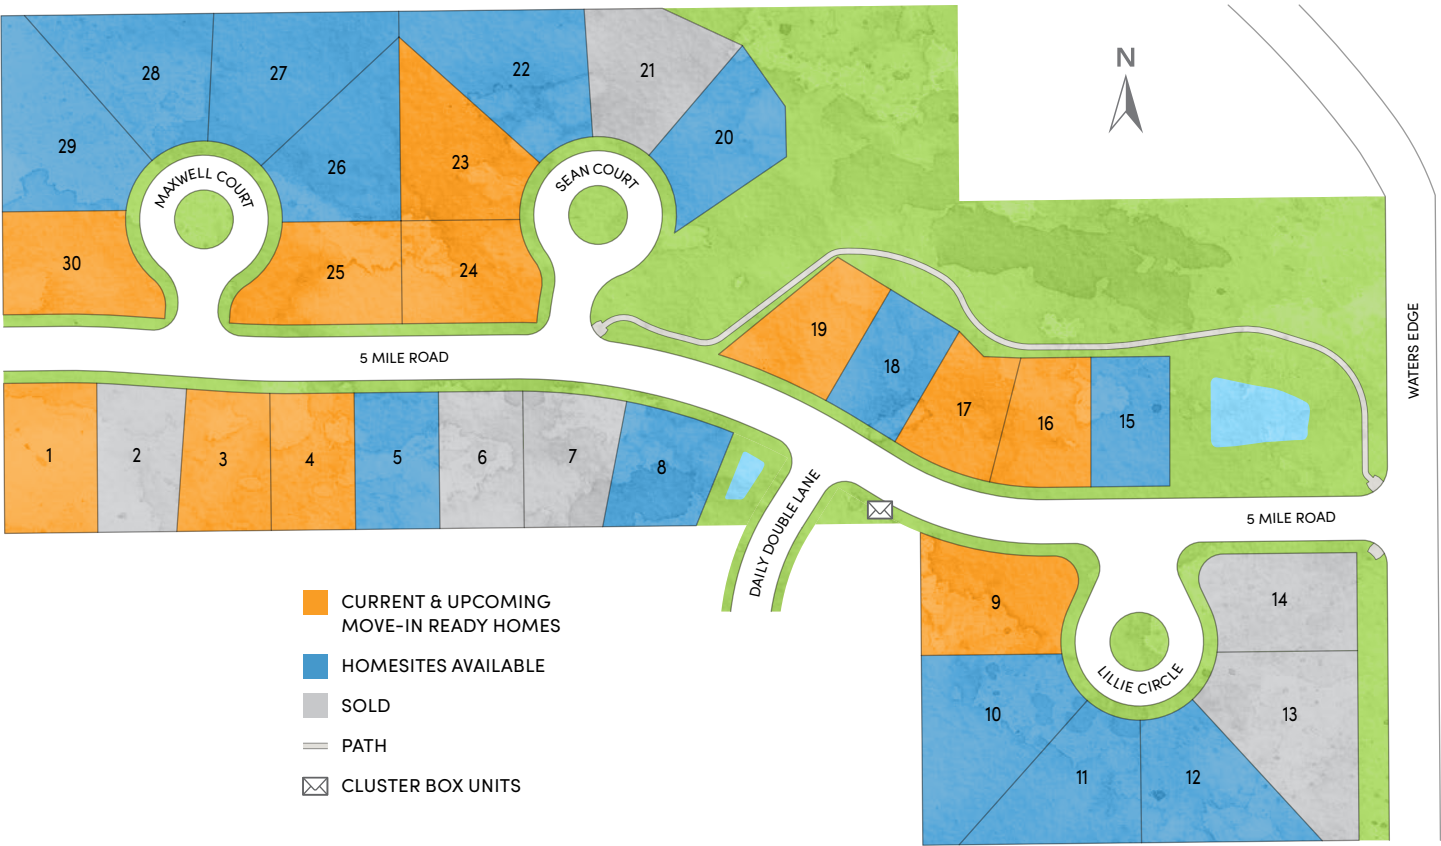 N
28
27
22
21
20
29
26
23
MAXWELL COURT
SEAN COURT
30
25
24
19
18
17
16
15
5 MILE ROAD
WATERS EDGE
1
2
3
4
5
6
7
8
DAILY DOUBLE LANE
5 MILE ROAD
9
14
LILLIE CIRCLE
10
13
11
12
CURRENT & UPCOMING
MOVE-IN READY HOMES
HOMESITES AVAILABLE
SOLD
PATH
CLUSTER BOX UNITS